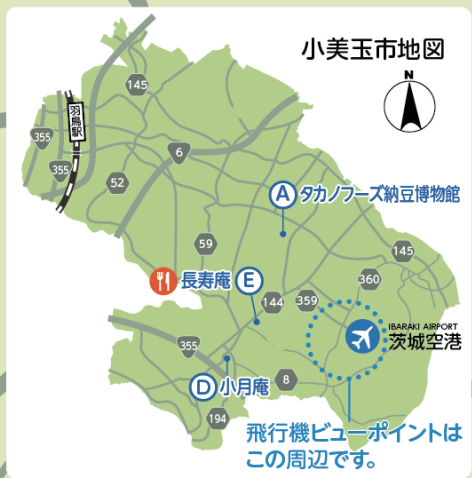 小美玉市地図
N
145
羽鳥駅
355
6
355
52
A タカノフーズ納豆博物館
59
145
360
長寿庵 E
144
359
IBARAKI AIRPORT
茨城空港
355
D 小月庵
8
194
飛行機ビューポイントは
この周辺です。